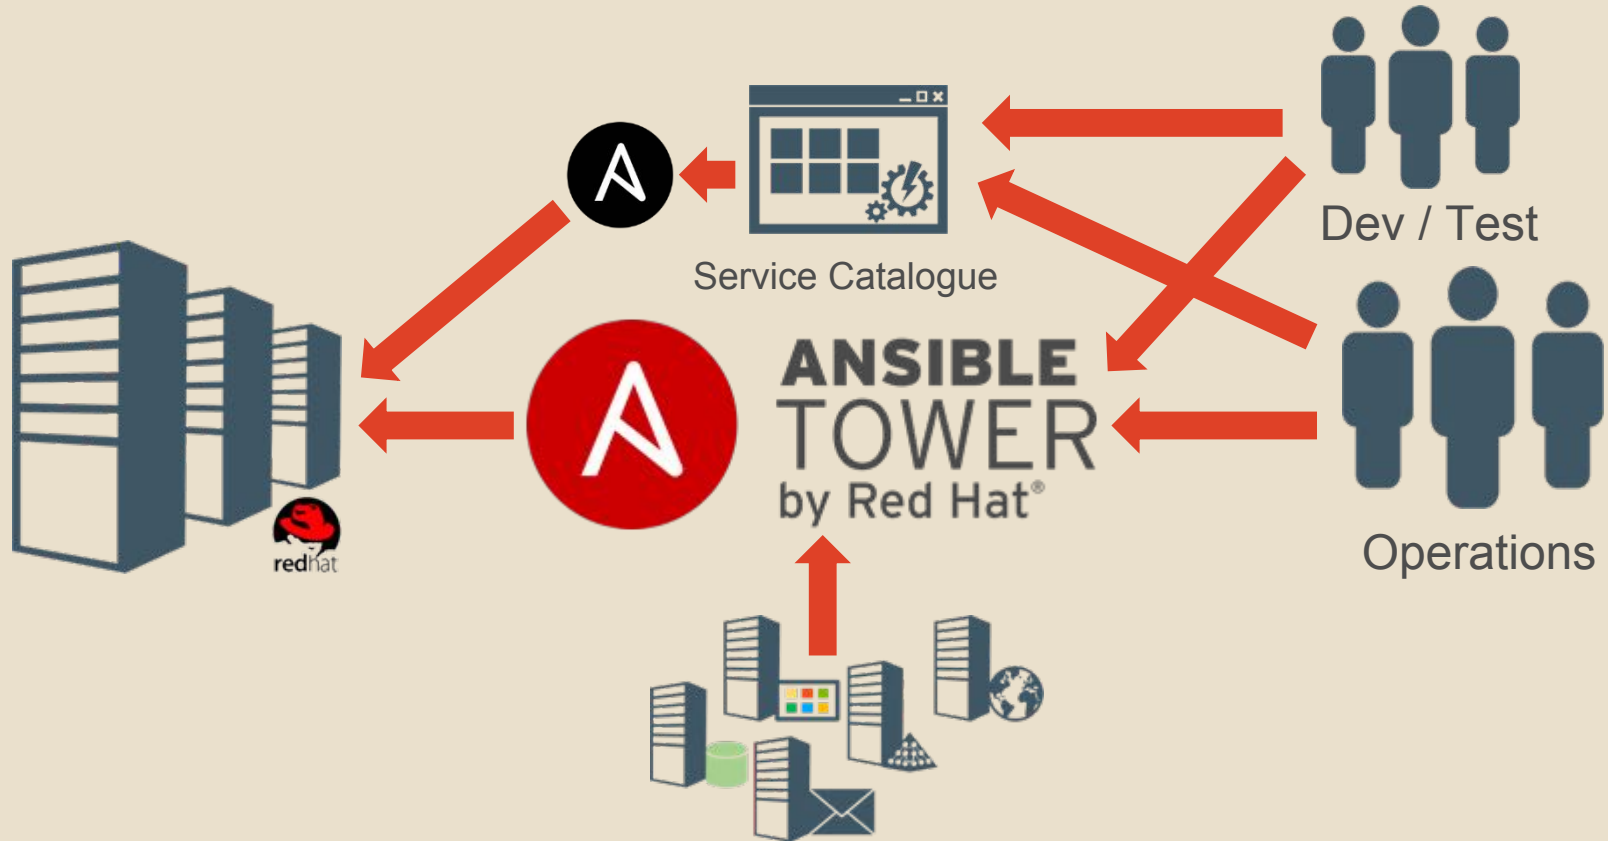 Dev / Test
Service Catalogue
ANSIBLE
TOWER
by Red Hat®
redhat
Operations